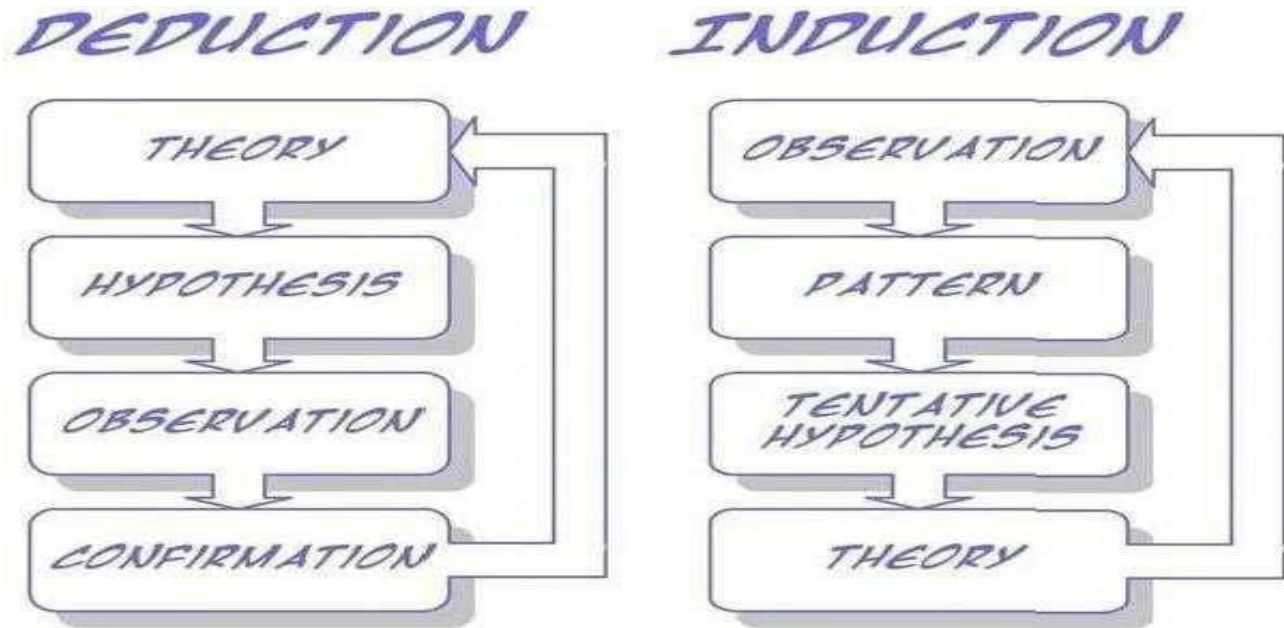 DEDUCTION
THEORY
HYPOTHESIS
OBSERVATION
CONFIRMATION
INDUCTION
OBSERVATION
PATTERN
TENTATIVE
HYPOTHESIS
THEORY